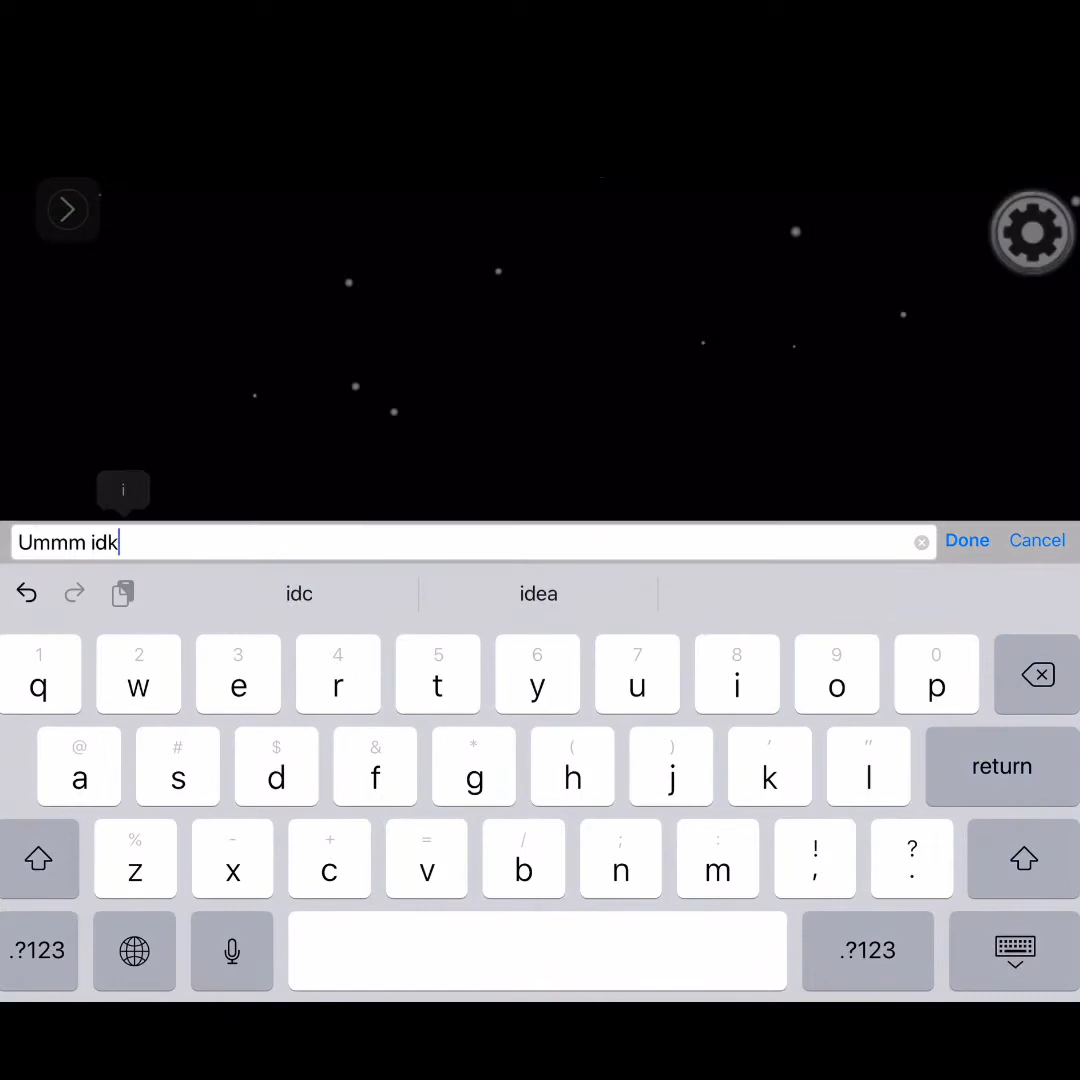 i
Ummm idk Done Cancel
idc idea
1 2 3 4 5 6 7 8 9 0
q w e r t y u i o p
@ # $ & * ( ) ' "
a s d f g h j k l return
% - + = / ; : ! ?
z x c v b n m , .
.?123 .?123